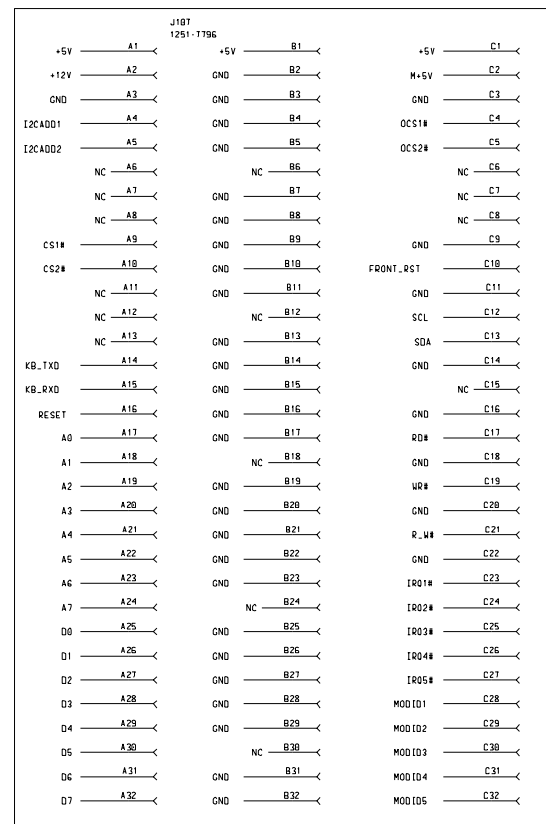 J107
1251-7796
+5V A1 +5V B1 +5V C1
+12V A2 GND B2 M+5V C2
GND A3 GND B3 GND C3
I2CADD1 A4 GND B4 OCS1# C4
I2CADD2 A5 GND B5 OCS2# C5
NC A6 NC B6 NC C6
NC A7 GND B7 NC C7
NC A8 GND B8 NC C8
CS1# A9 GND B9 GND C9
CS2# A10 GND B10 FRONT_RST C10
NC A11 GND B11 GND C11
NC A12 NC B12 SCL C12
NC A13 GND B13 SDA C13
KB_TXD A14 GND B14 GND C14
KB_RXD A15 GND B15 NC C15
RESET A16 GND B16 GND C16
A0 A17 GND B17 RD# C17
A1 A18 NC B18 GND C18
A2 A19 GND B19 WR# C19
A3 A20 GND B20 GND C20
A4 A21 GND B21 R_W# C21
A5 A22 GND B22 GND C22
A6 A23 GND B23 IRQ1# C23
A7 A24 NC B24 IRQ2# C24
D0 A25 GND B25 IRQ3# C25
D1 A26 GND B26 IRQ4# C26
D2 A27 GND B27 IRQ5# C27
D3 A28 GND B28 MODID1 C28
D4 A29 GND B29 MODID2 C29
D5 A30 NC B30 MODID3 C30
D6 A31 GND B31 MODID4 C31
D7 A32 GND B32 MODID5 C32